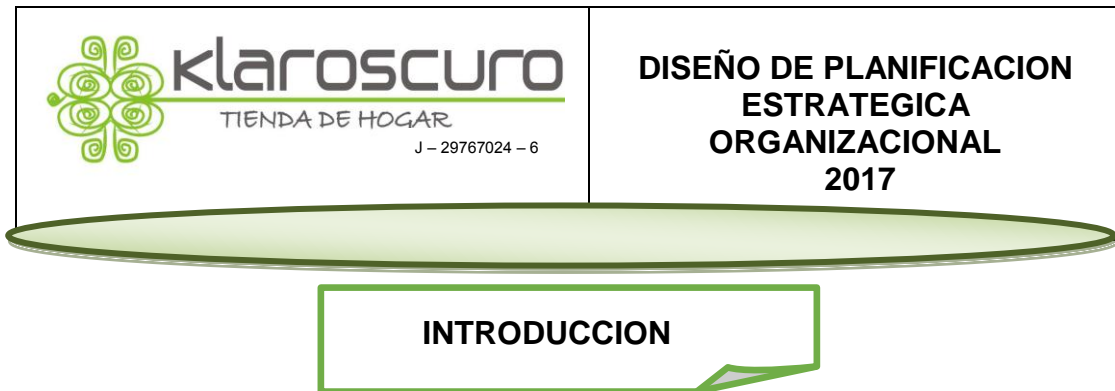 Klaroscuro
TIENDA DE HOGAR
J – 29767024 – 6
DISEÑO DE PLANIFICACION
ESTRATEGICA
ORGANIZACIONAL
2017
INTRODUCCION